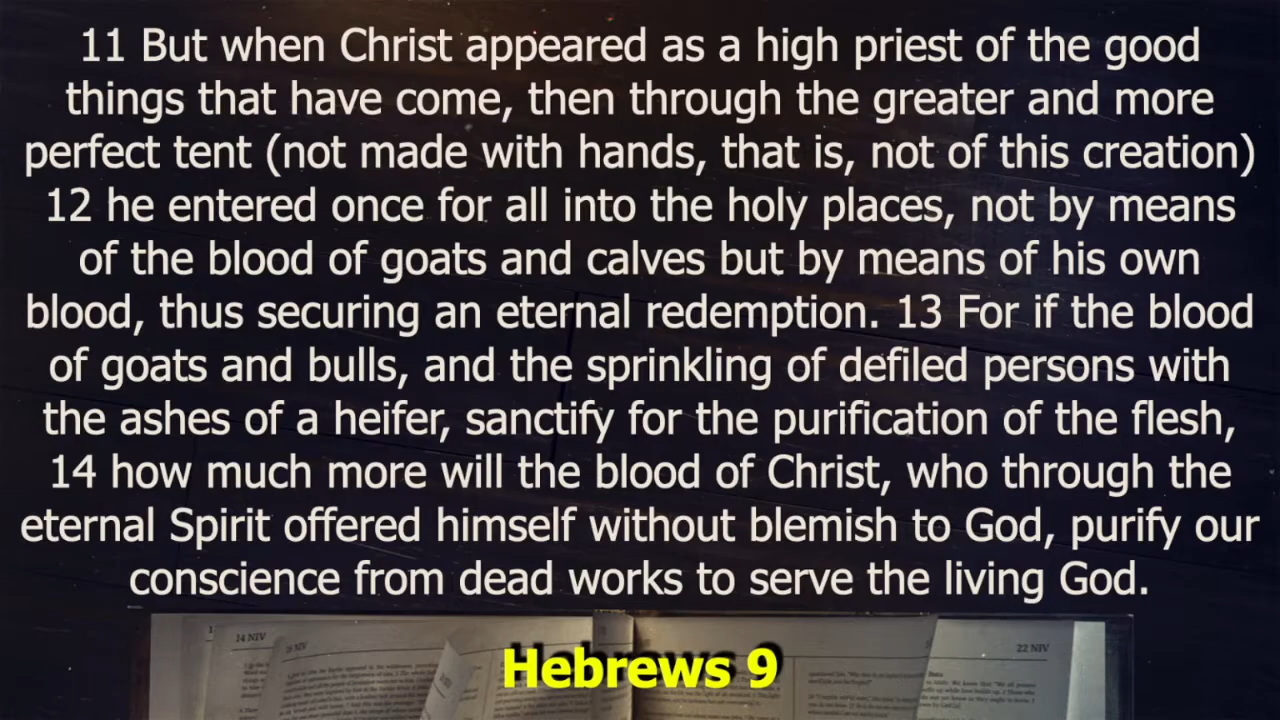 11 But when Christ appeared as a high priest of the good
things that have come, then through the greater and more
perfect tent (not made with hands, that is, not of this creation)
12 he entered once for all into the holy places, not by means
of the blood of goats and calves but by means of his own
blood, thus securing an eternal redemption. 13 For if the blood
of goats and bulls, and the sprinkling of defiled persons with
the ashes of a heifer, sanctify for the purification of the flesh,
14 how much more will the blood of Christ, who through the
eternal Spirit offered himself without blemish to God, purify our
conscience from dead works to serve the living God.
14 NIV
16 NIV
22 NIV
Hebrews 9